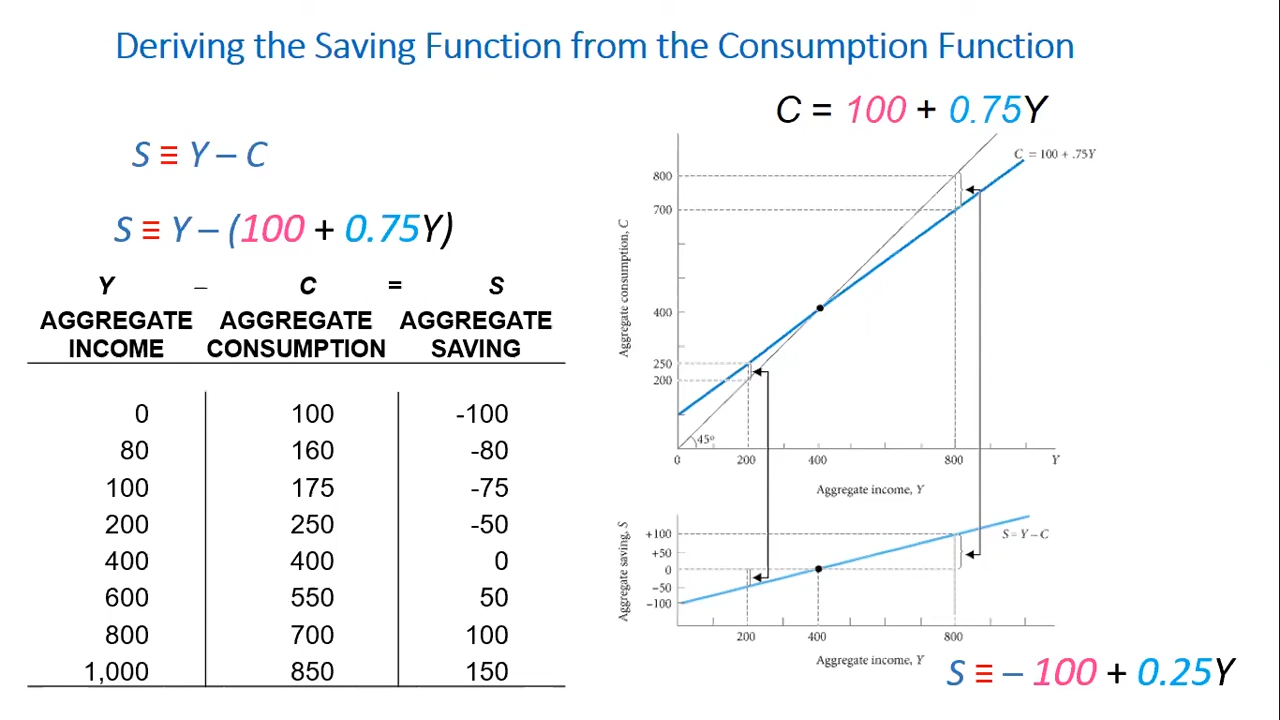 Deriving the Saving Function from the Consumption Function
S ≡ Y – C
S ≡ Y – (100 + 0.75Y)
Y – C = S
AGGREGATE INCOME AGGREGATE CONSUMPTION AGGREGATE SAVING
0 100 -100
80 160 -80
100 175 -75
200 250 -50
400 400 0
600 550 50
800 700 100
1,000 850 150
C = 100 + 0.75Y
C = 100 + .75Y
Aggregate consumption, C
800
700
400
250
200
45°
0 200 400 800 Y
Aggregate income, Y
Aggregate saving, S
+100
+50
0
−50
−100
S = Y – C
200 400 800
Aggregate income, Y
S ≡ – 100 + 0.25Y